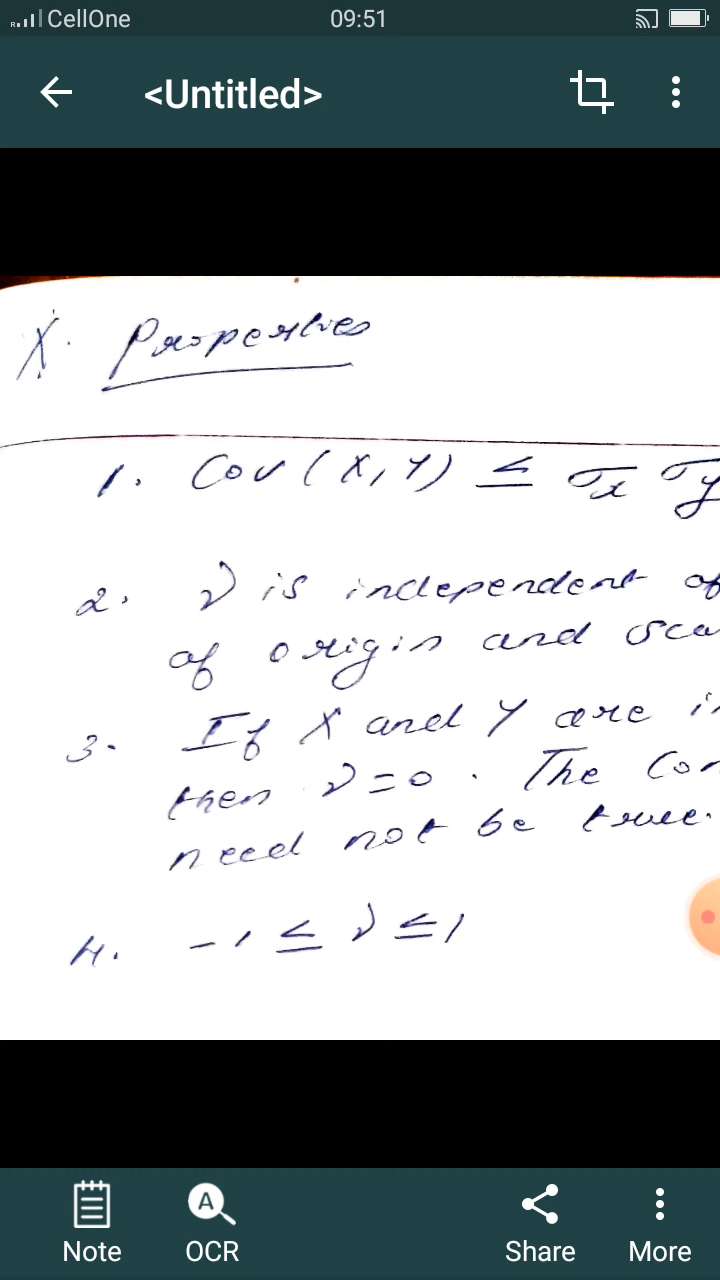 CellOne 09:51
<Untitled>
X. Properties
1. Cov(X,Y) ≤ σx σy
2. ν is independent of
of origin and
3. If X and Y are
then ν=0. The
need not be true.
4. -1 ≤ ν ≤ 1
Note OCR Share More